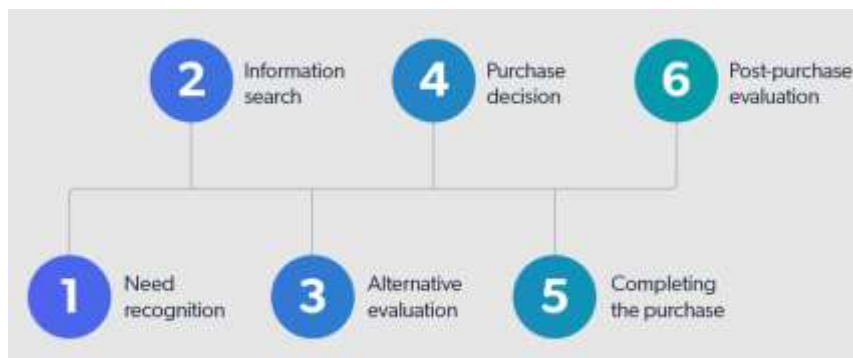 2
Information
search
4
Purchase
decision
6
Post-purchase
evaluation
1
Need
recognition
3
Alternative
evaluation
5
Completing
the purchase